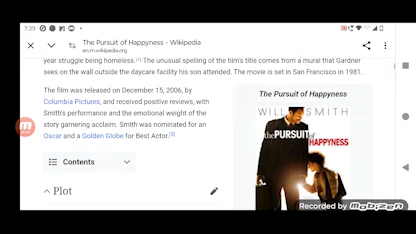 7:39
The Pursuit of Happyness - Wikipedia
en.m.wikipedia.org
year struggle being homeless.[1] The unusual spelling of the film's title comes from a mural that Gardner
sees on the wall outside the daycare facility his son attended. The movie is set in San Francisco in 1981.
The film was released on December 15, 2006, by
Columbia Pictures, and received positive reviews, with
Smith's performance and the emotional weight of the
story garnering acclaim. Smith was nominated for an
Oscar and a Golden Globe for Best Actor.[2]
Contents
Plot
The Pursuit of Happyness
WILL SMITH
the PURSUIT of
HAPPYNESS
Recorded by mobizen